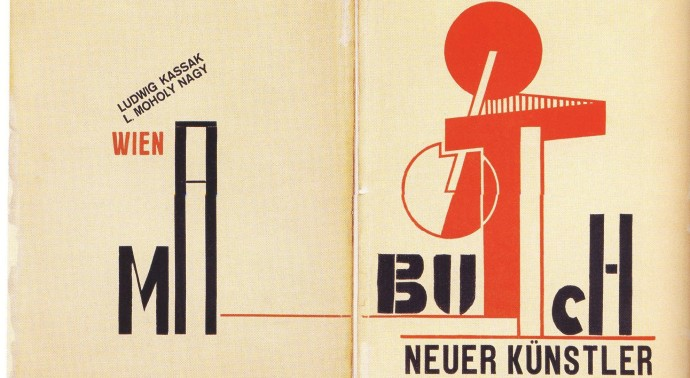 LUDWIG KASSAK
L. MOHOLY NAGY
WIEN
MA
BUcH
NEUER KÜNSTLER